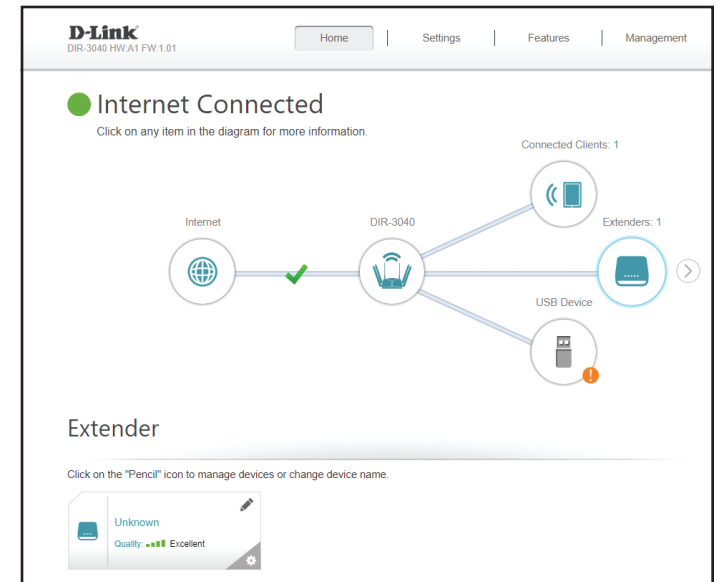 D-Link
DIR-3040 HW:A1 FW:1.01
Home
Settings
Features
Management
Internet Connected
Click on any item in the diagram for more information.
Connected Clients: 1
Internet
DIR-3040
Extenders: 1
USB Device
Extender
Click on the "Pencil" icon to manage devices or change device name.
Unknown
Quality: Excellent